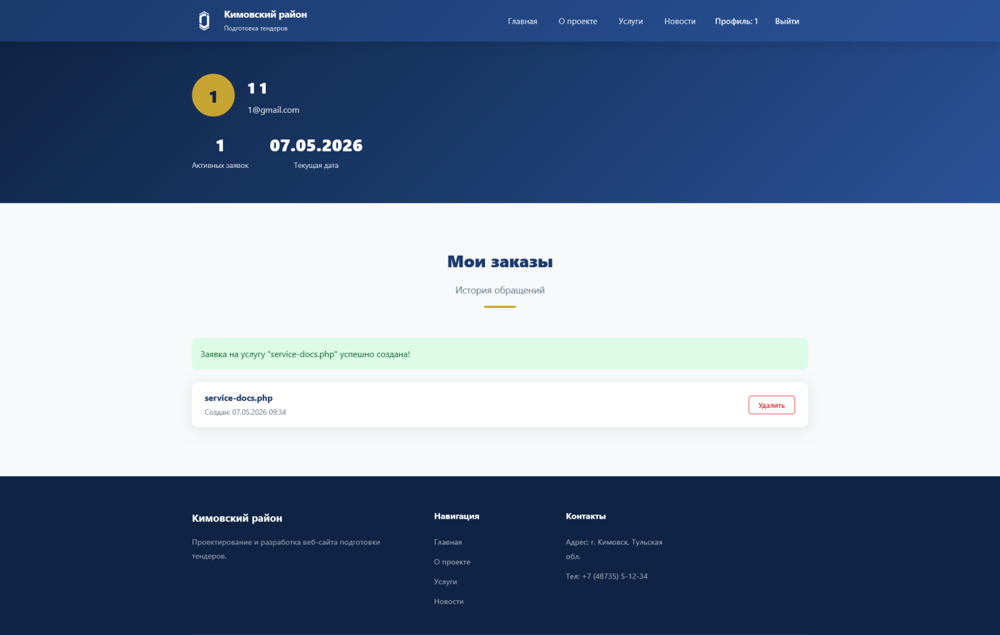 Кимовский район
Подготовка тендеров
Главная
О проекте
Услуги
Новости
Профиль: 1
Выйти
1
1 1
1@gmail.com
1
Активных заявок
07.05.2026
Текущая дата
Мои заказы
История обращений
Заявка на услугу "service-docs.php" успешно создана!
service-docs.php
Создан: 07.05.2026 09:34
Удалить
Кимовский район
Проектирование и разработка веб-сайта подготовки
тендеров.
Навигация
Главная
О проекте
Услуги
Новости
Контакты
Адрес: г. Кимовск, Тульская
обл.
Тел: +7 (48735) 5-12-34